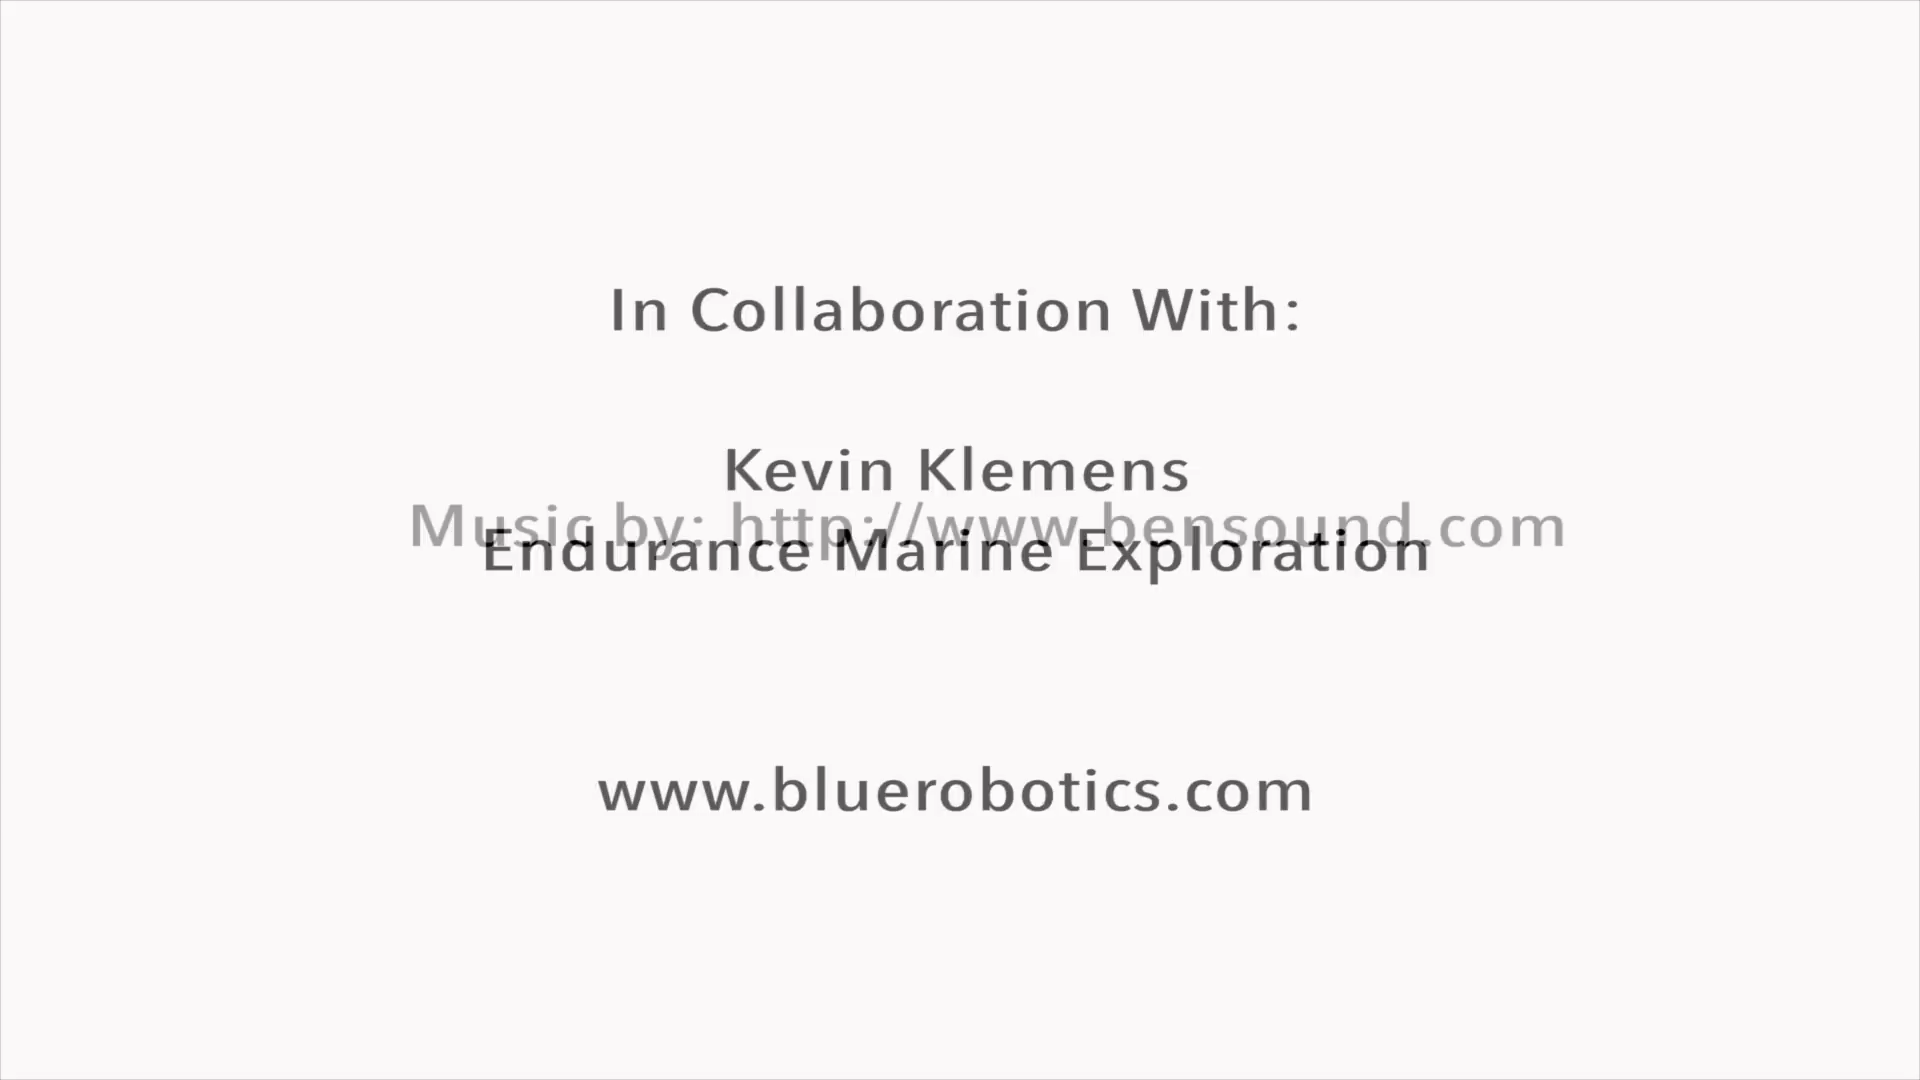 In Collaboration With:
Kevin Klemens
Music by: http://www.bensound.com
Endurance Marine Exploration
www.bluerobotics.com